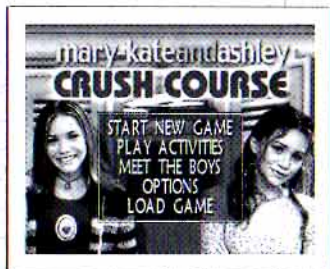 mary-kateandashley
CRUSH COURSE
START NEW GAME
PLAY ACTIVITIES
MEET THE BOYS
OPTIONS
LOAD GAME